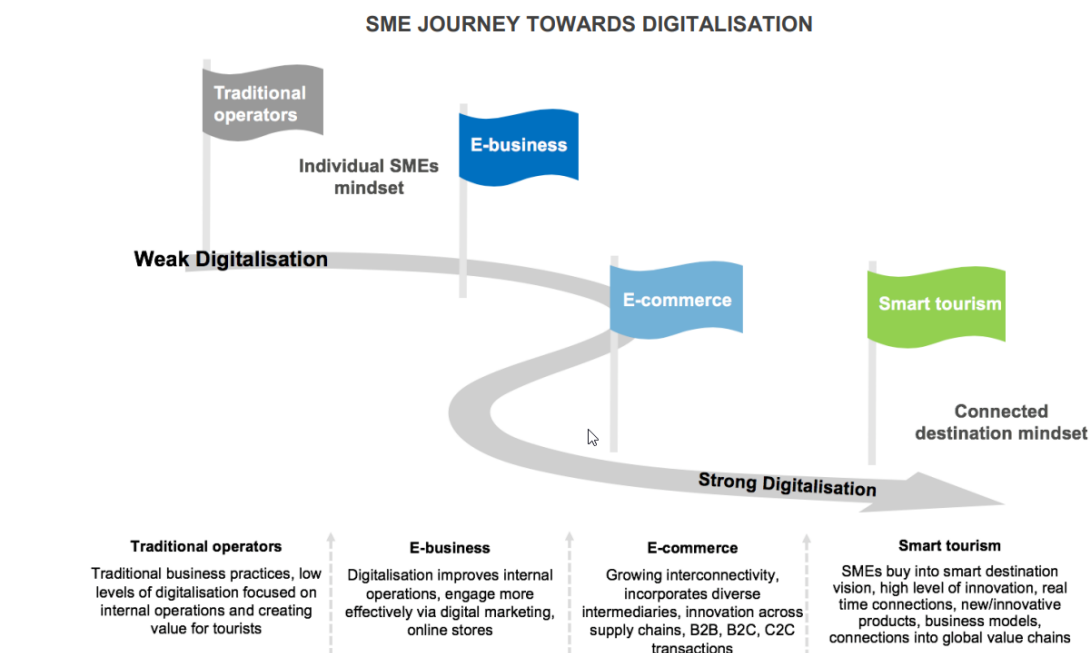 SME JOURNEY TOWARDS DIGITALISATION
Traditional
operators
E-business
Individual SMEs
mindset
Weak Digitalisation
E-commerce
Smart tourism
Connected
destination mindset
Strong Digitalisation
Traditional operators
Traditional business practices, low
levels of digitalisation focused on
internal operations and creating
value for tourists
E-business
Digitalisation improves internal
operations, engage more
effectively via digital marketing,
online stores
E-commerce
Growing interconnectivity,
incorporates diverse
intermediaries, innovation across
supply chains, B2B, B2C, C2C
transactions
Smart tourism
SMEs buy into smart destination
vision, high level of innovation, real
time connections, new/innovative
products, business models,
connections into global value chains